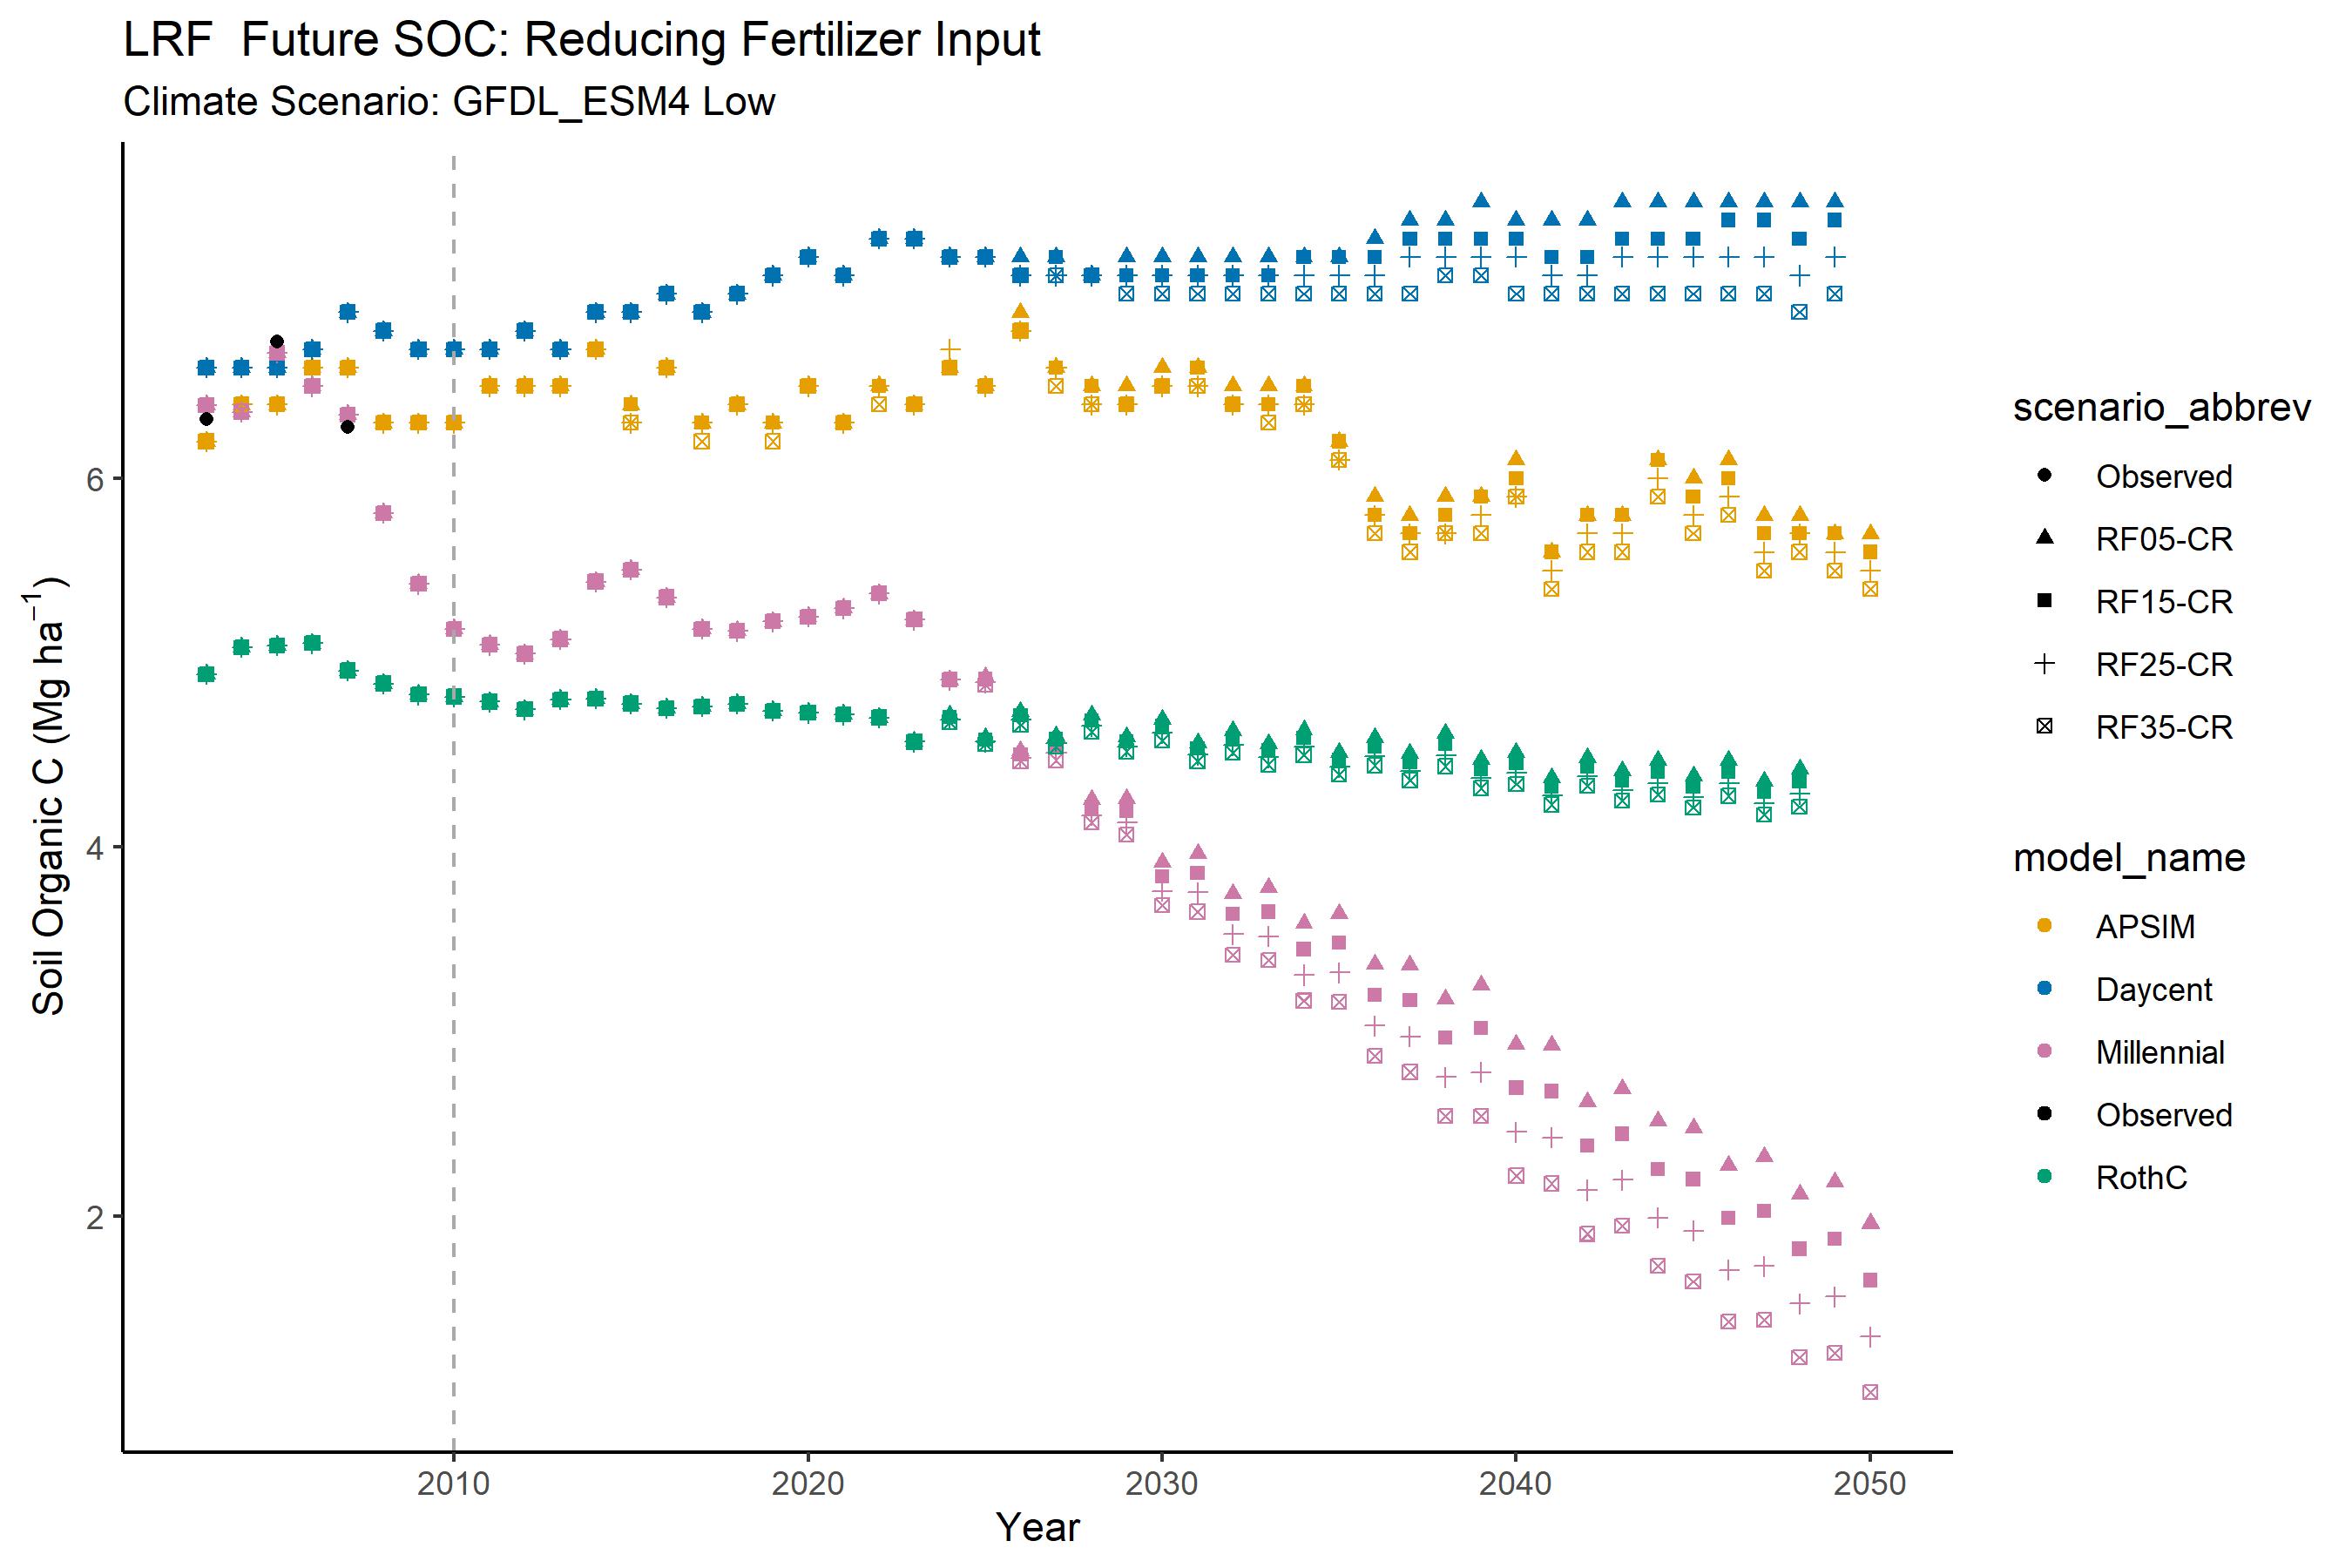 LRF  Future SOC: Reducing Fertilizer Input
Climate Scenario: GFDL_ESM4 Low
Soil Organic C (Mg ha⁻¹)
6
4
2
2010
2020
2030
2040
2050
Year
scenario_abbrev
Observed
RF05-CR
RF15-CR
RF25-CR
RF35-CR
model_name
APSIM
Daycent
Millennial
Observed
RothC